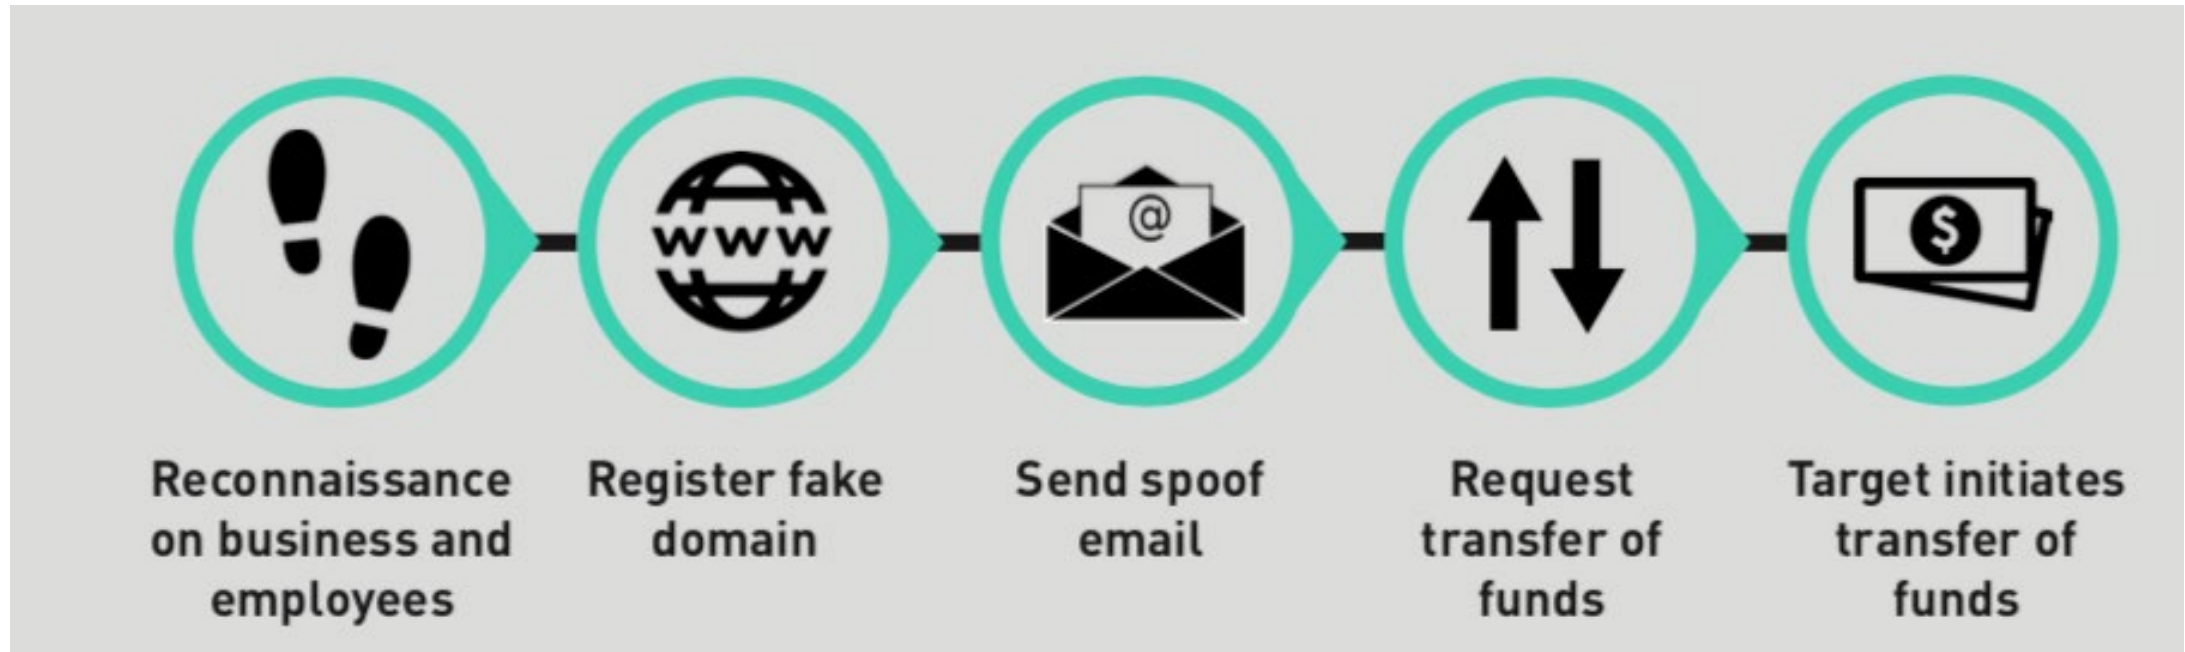 www
@
$
Reconnaissance
on business and
employees
Register fake
domain
Send spoof
email
Request
transfer of
funds
Target initiates
transfer of
funds